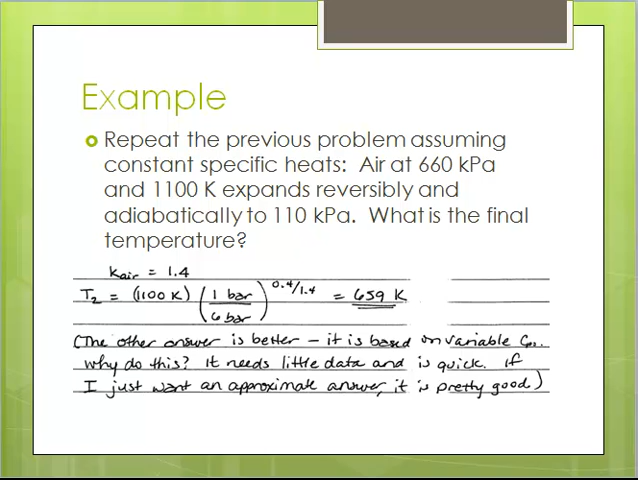 Example
Repeat the previous problem assuming
constant specific heats: Air at 660 kPa
and 1100 K expands reversibly and
adiabatically to 110 kPa. What is the final
temperature?
kair = 1.4
T2 = (1100 K) (1 bar / 6 bar)^0.4/1.4 = 659 K
(The other answer is better – it is based on variable Cp.
Why do this? It needs little data and is quick. If
I just want an approximate answer, it is pretty good.)